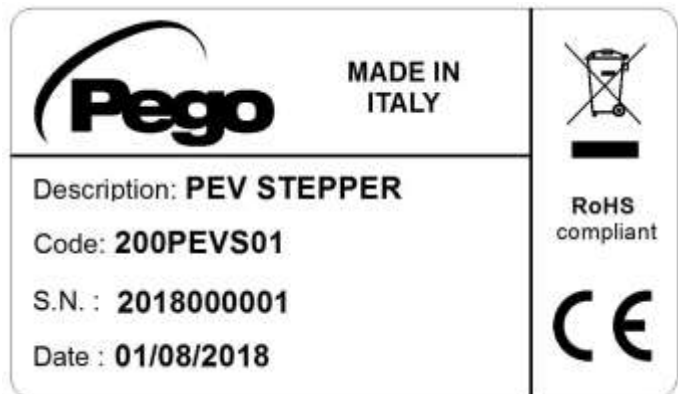 Pego
MADE IN
ITALY
Description: PEV STEPPER
Code: 200PEVS01
S.N. : 2018000001
Date : 01/08/2018
RoHS
compliant
CE